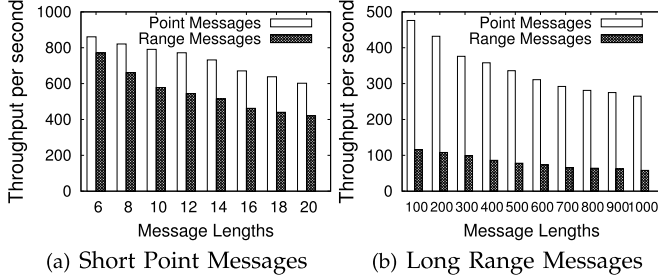 Throughput per second
1000
800
600
400
200
0
Point Messages
Range Messages
6 8 10 12 14 16 18 20
Message Lengths
(a) Short Point Messages
Throughput per second
500
400
300
200
100
0
Point Messages
Range Messages
100 200 300 400 500 600 700 800 900 1000
Message Lengths
(b) Long Range Messages